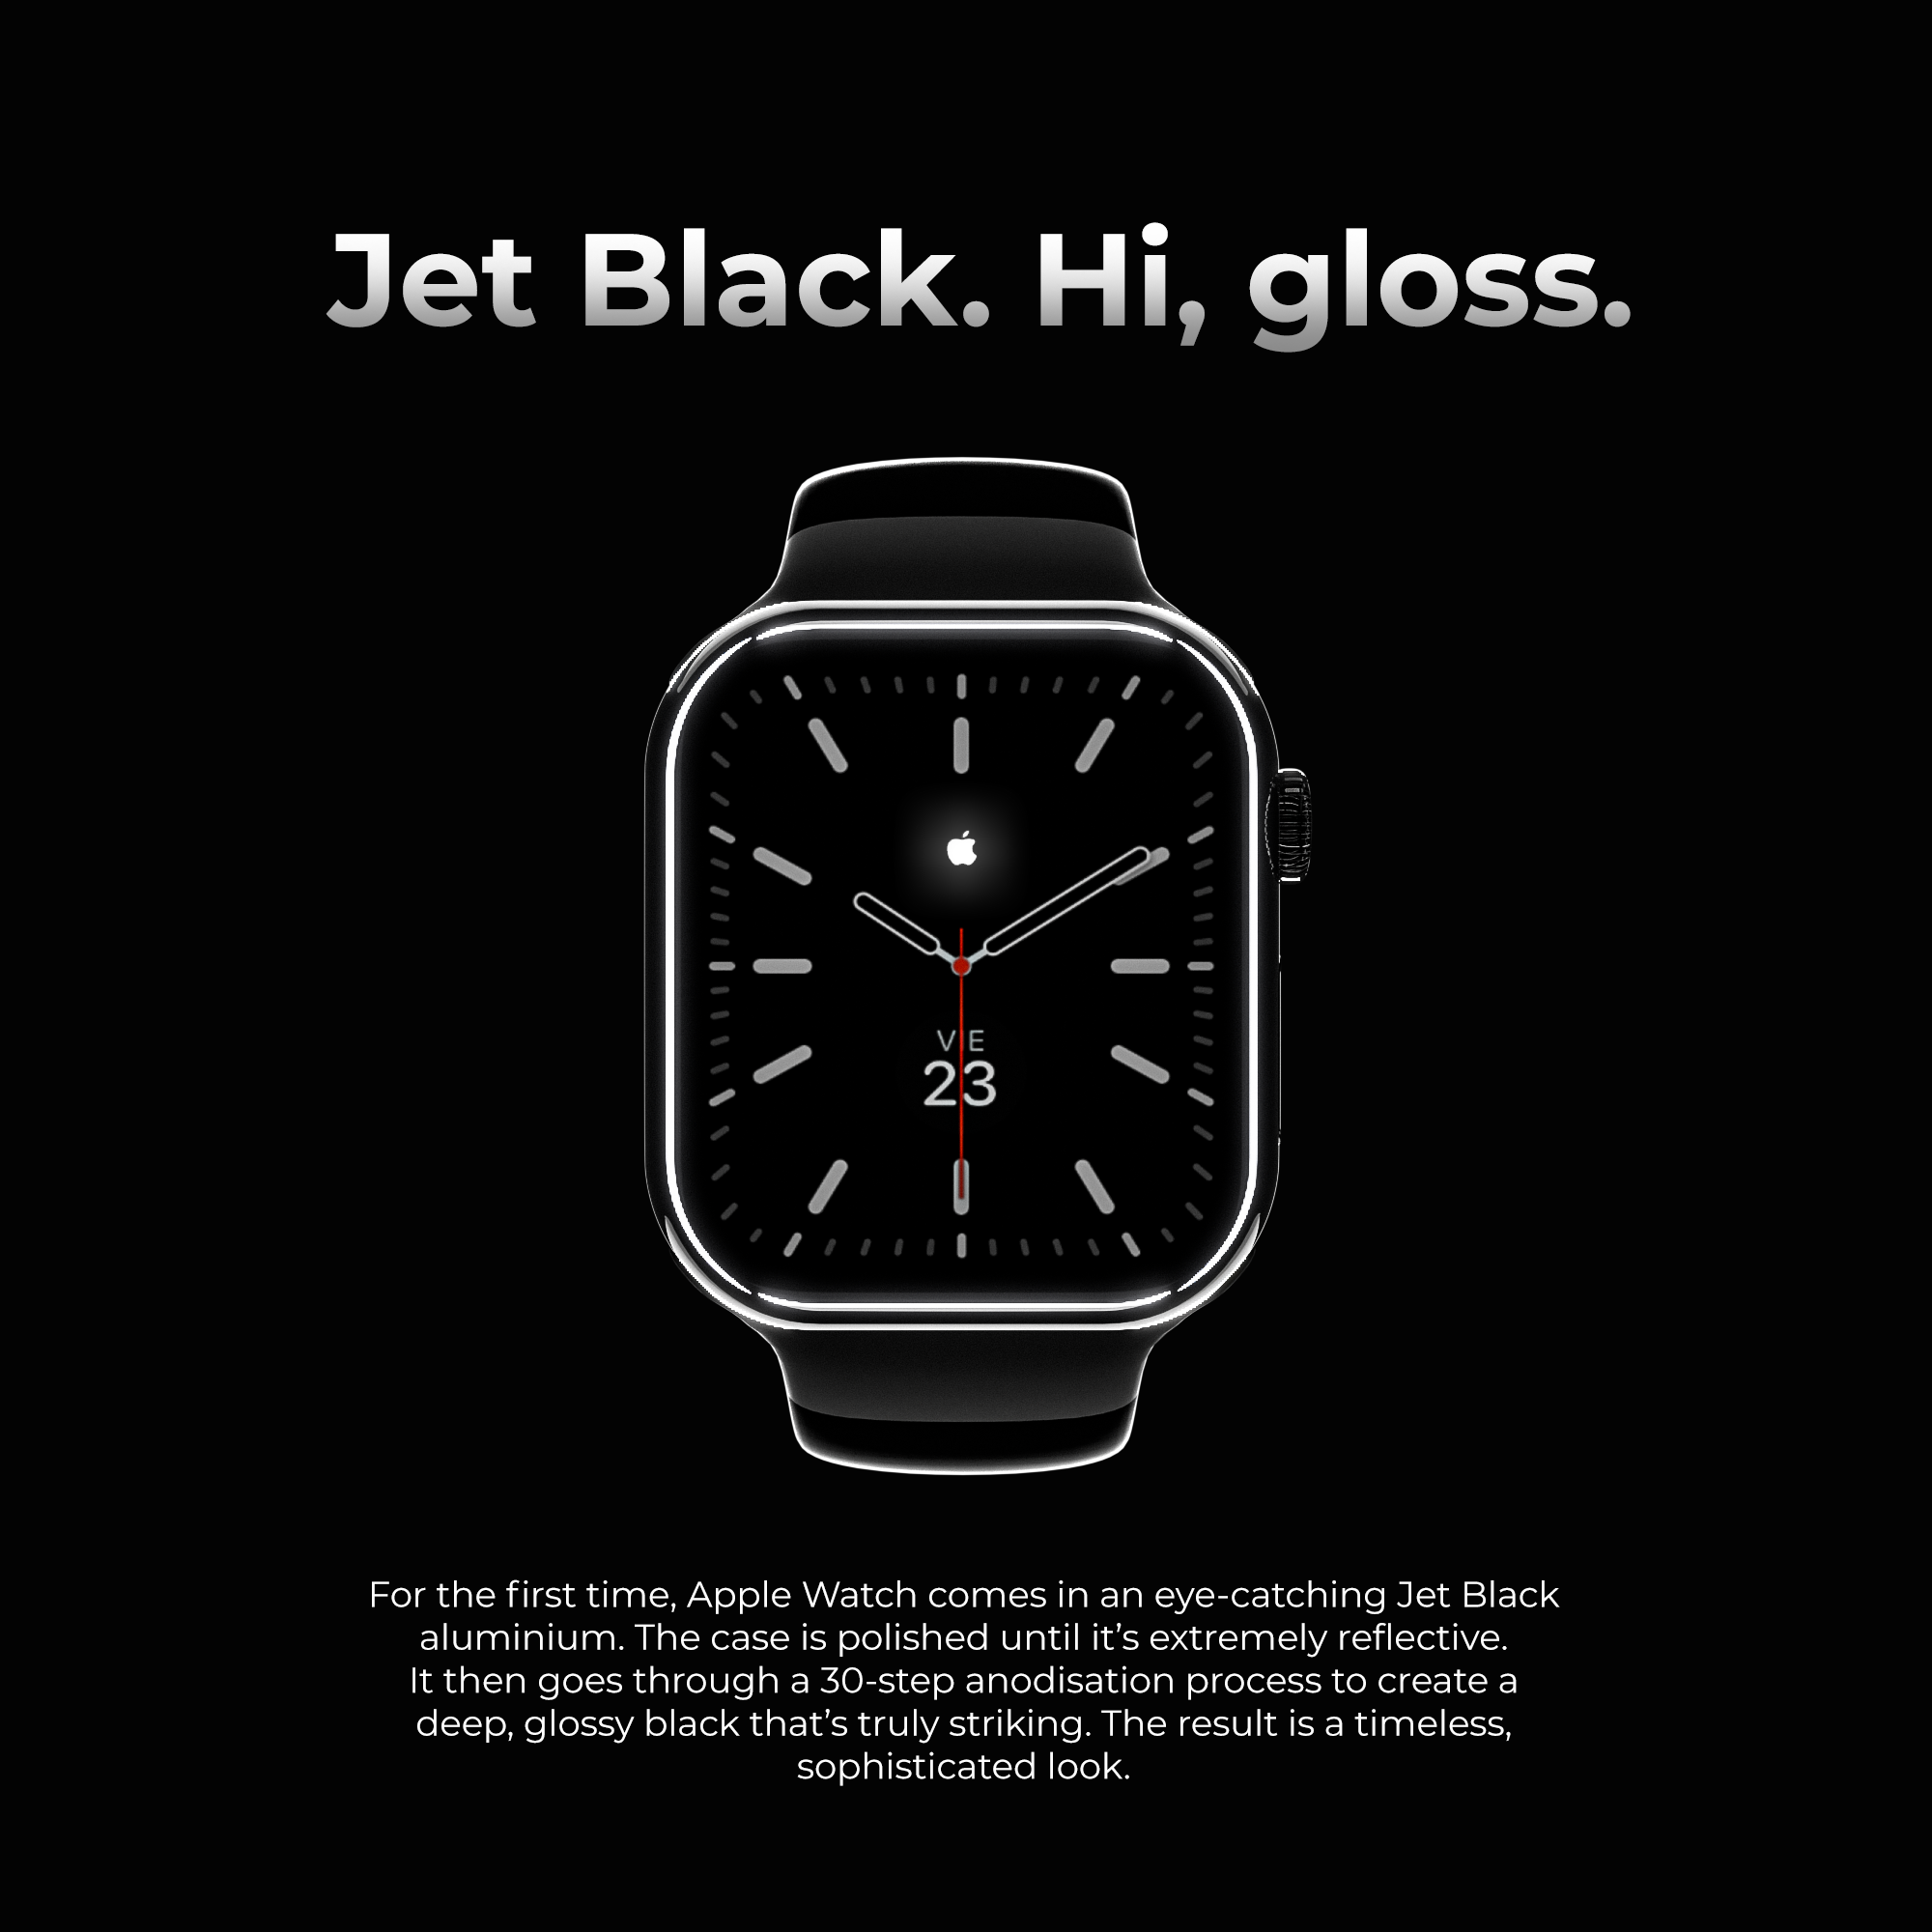 Jet Black. Hi, gloss.
VIE
23
For the first time, Apple Watch comes in an eye-catching Jet Black
aluminium. The case is polished until it’s extremely reflective.
It then goes through a 30-step anodisation process to create a
deep, glossy black that’s truly striking. The result is a timeless,
sophisticated look.